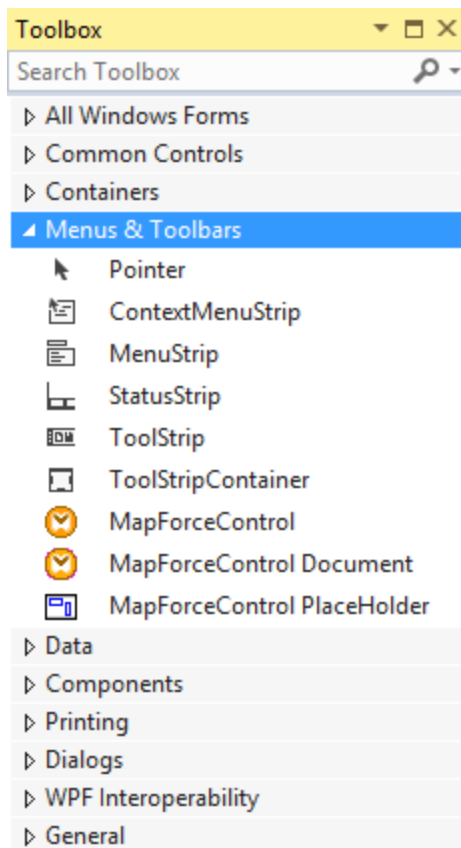 Toolbox
Search Toolbox
All Windows Forms
Common Controls
Containers
Menus & Toolbars
Pointer
ContextMenuStrip
MenuStrip
StatusStrip
ToolStrip
ToolStripContainer
MapForceControl
MapForceControl Document
MapForceControl PlaceHolder
Data
Components
Printing
Dialogs
WPF Interoperability
General